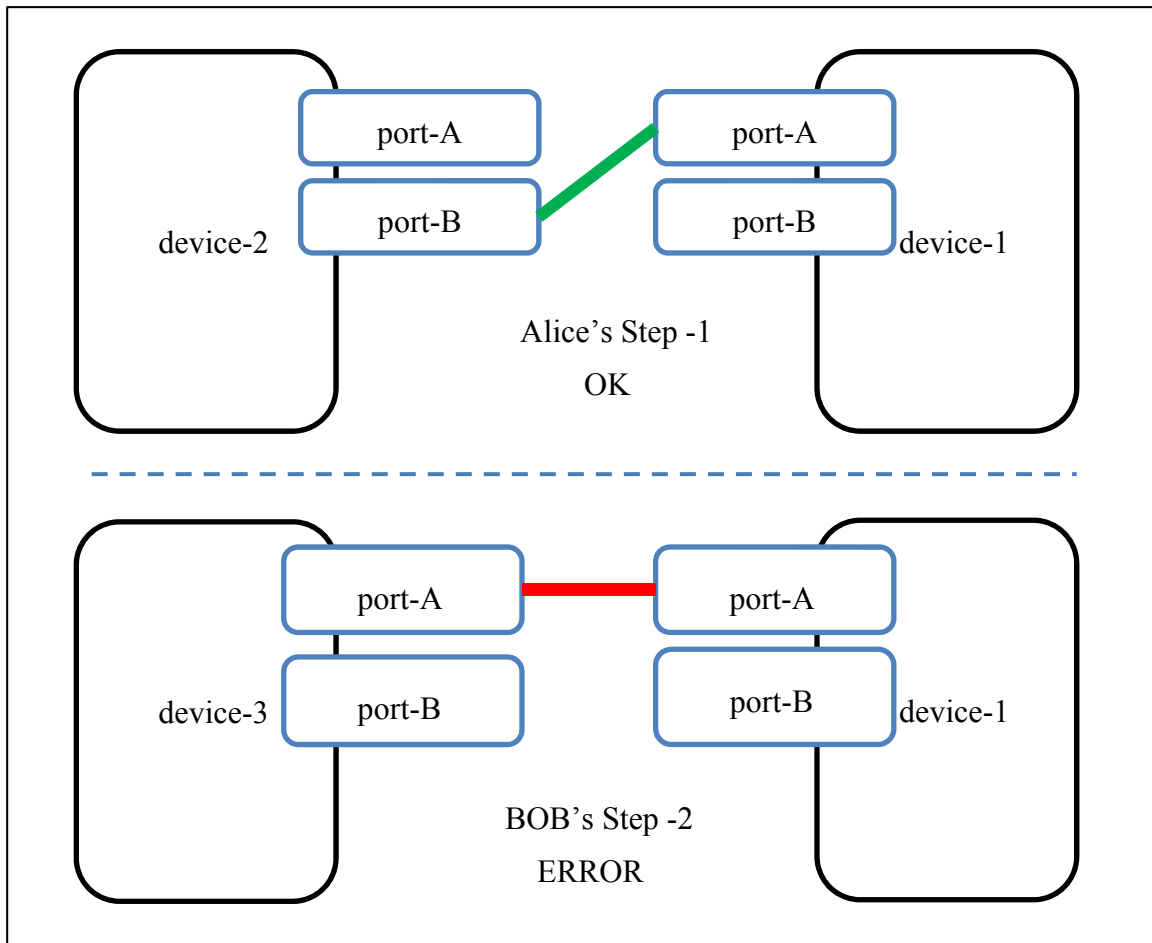 port-A
port-A
port-B
port-B
device-2
device-1
Alice’s Step -1
OK
port-A
port-A
port-B
port-B
device-3
device-1
BOB’s Step -2
ERROR